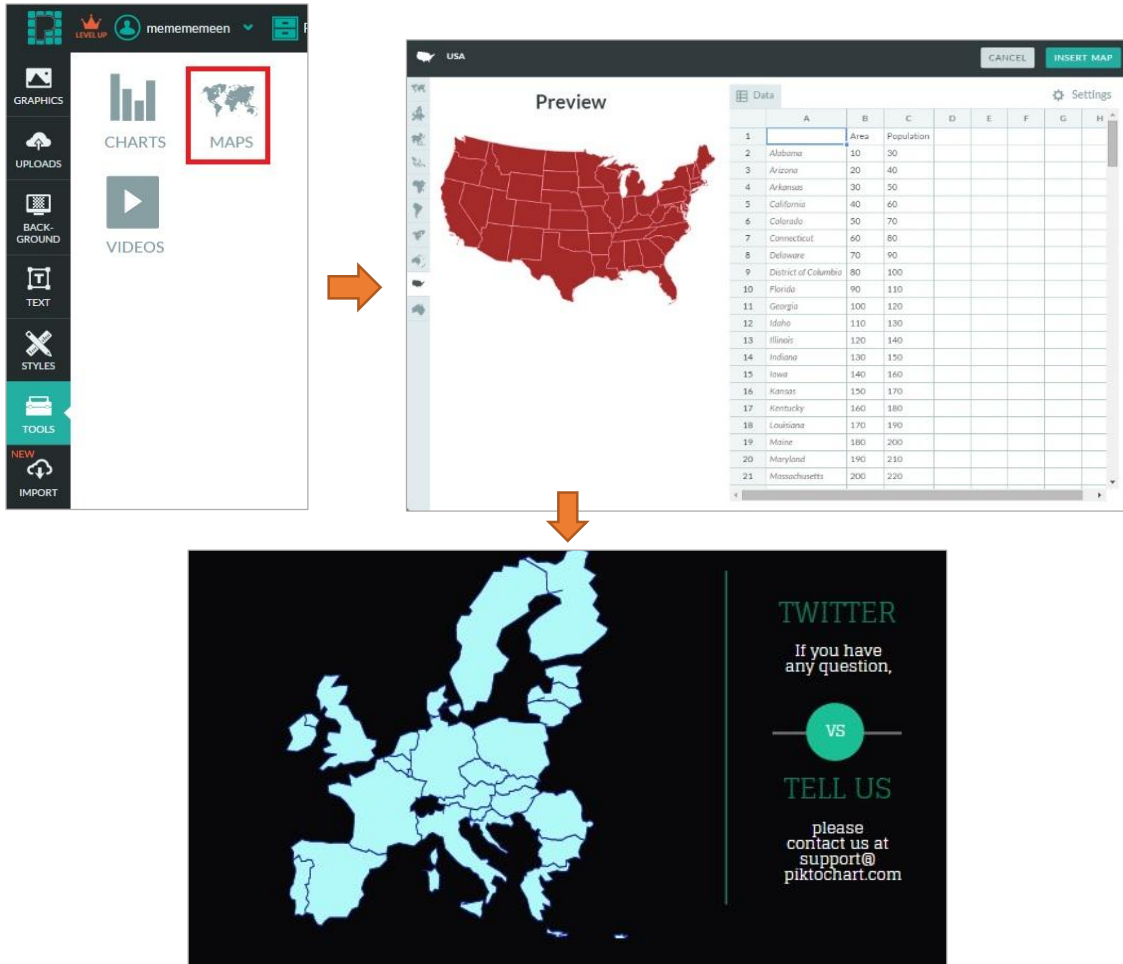 LEVEL UP
memememeen
GRAPHICS
UPLOADS
BACK-
GROUND
TEXT
STYLES
TOOLS
NEW
IMPORT
CHARTS
MAPS
VIDEOS
USA
CANCEL
INSERT MAP
Preview
Data
Settings
A B C D E F G H
1 Area Population
2 Alabama 10 30
3 Arizona 20 40
4 Arkansas 30 50
5 California 40 60
6 Colorado 50 70
7 Connecticut 60 80
8 Delaware 70 90
9 District of Columbia 80 100
10 Florida 90 110
11 Georgia 100 120
12 Idaho 110 130
13 Illinois 120 140
14 Indiana 130 150
15 Iowa 140 160
16 Kansas 150 170
17 Kentucky 160 180
18 Louisiana 170 190
19 Maine 180 200
20 Maryland 190 210
21 Massachusetts 200 220
TWITTER
If you have
any question,
VS
TELL US
please
contact us at
support@
piktochart.com